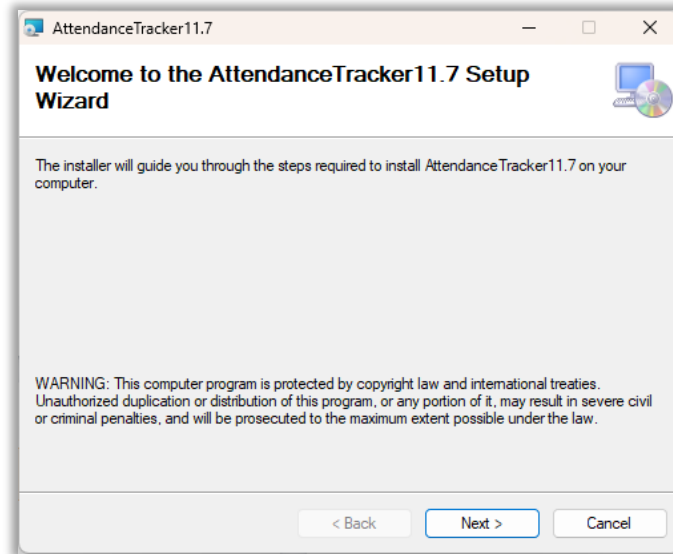 AttendanceTracker11.7
Welcome to the AttendanceTracker11.7 Setup
Wizard
The installer will guide you through the steps required to install AttendanceTracker11.7 on your
computer.
WARNING: This computer program is protected by copyright law and international treaties.
Unauthorized duplication or distribution of this program, or any portion of it, may result in severe civil
or criminal penalties, and will be prosecuted to the maximum extent possible under the law.
< Back Next > Cancel